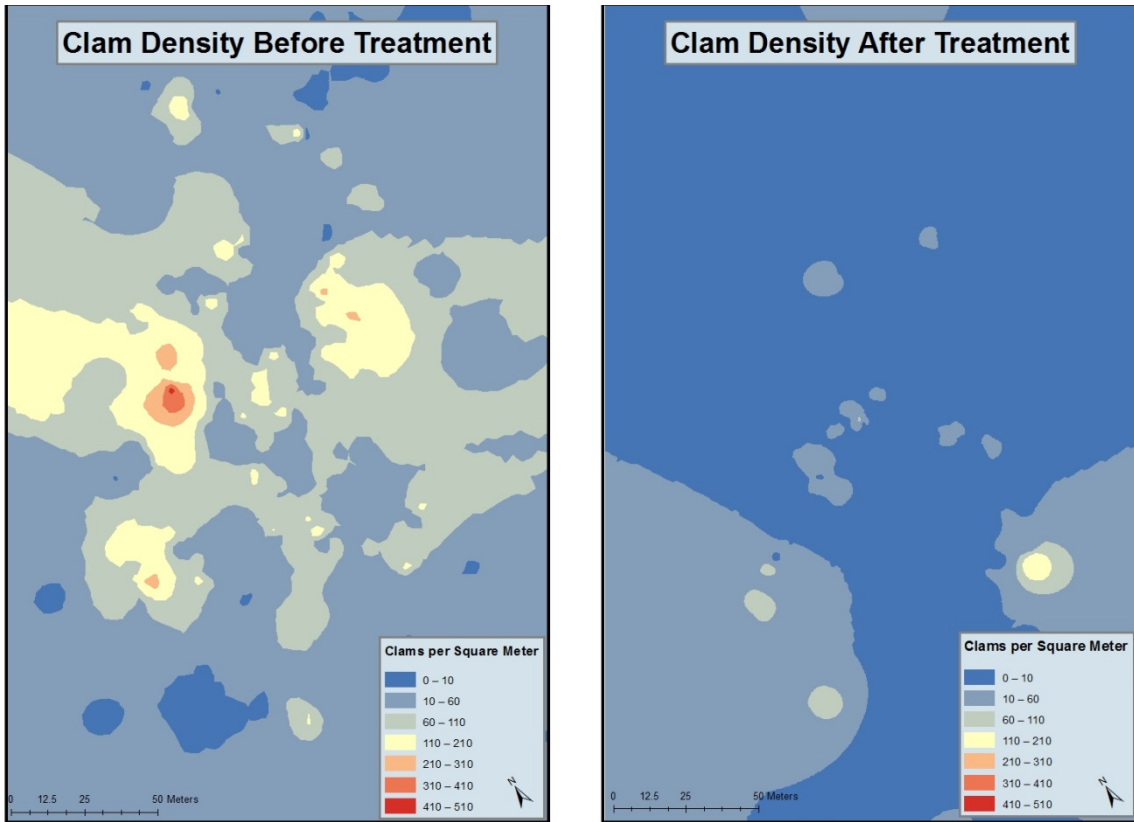 Clam Density Before Treatment
Clams per Square Meter
0 – 10
10 – 60
60 – 110
110 – 210
210 – 310
310 – 410
410 – 510
0 12.5 25 50 Meters
N
Clam Density After Treatment
Clams per Square Meter
0 – 10
10 – 60
60 – 110
110 – 210
210 – 310
310 – 410
410 – 510
0 12.5 25 50 Meters
N